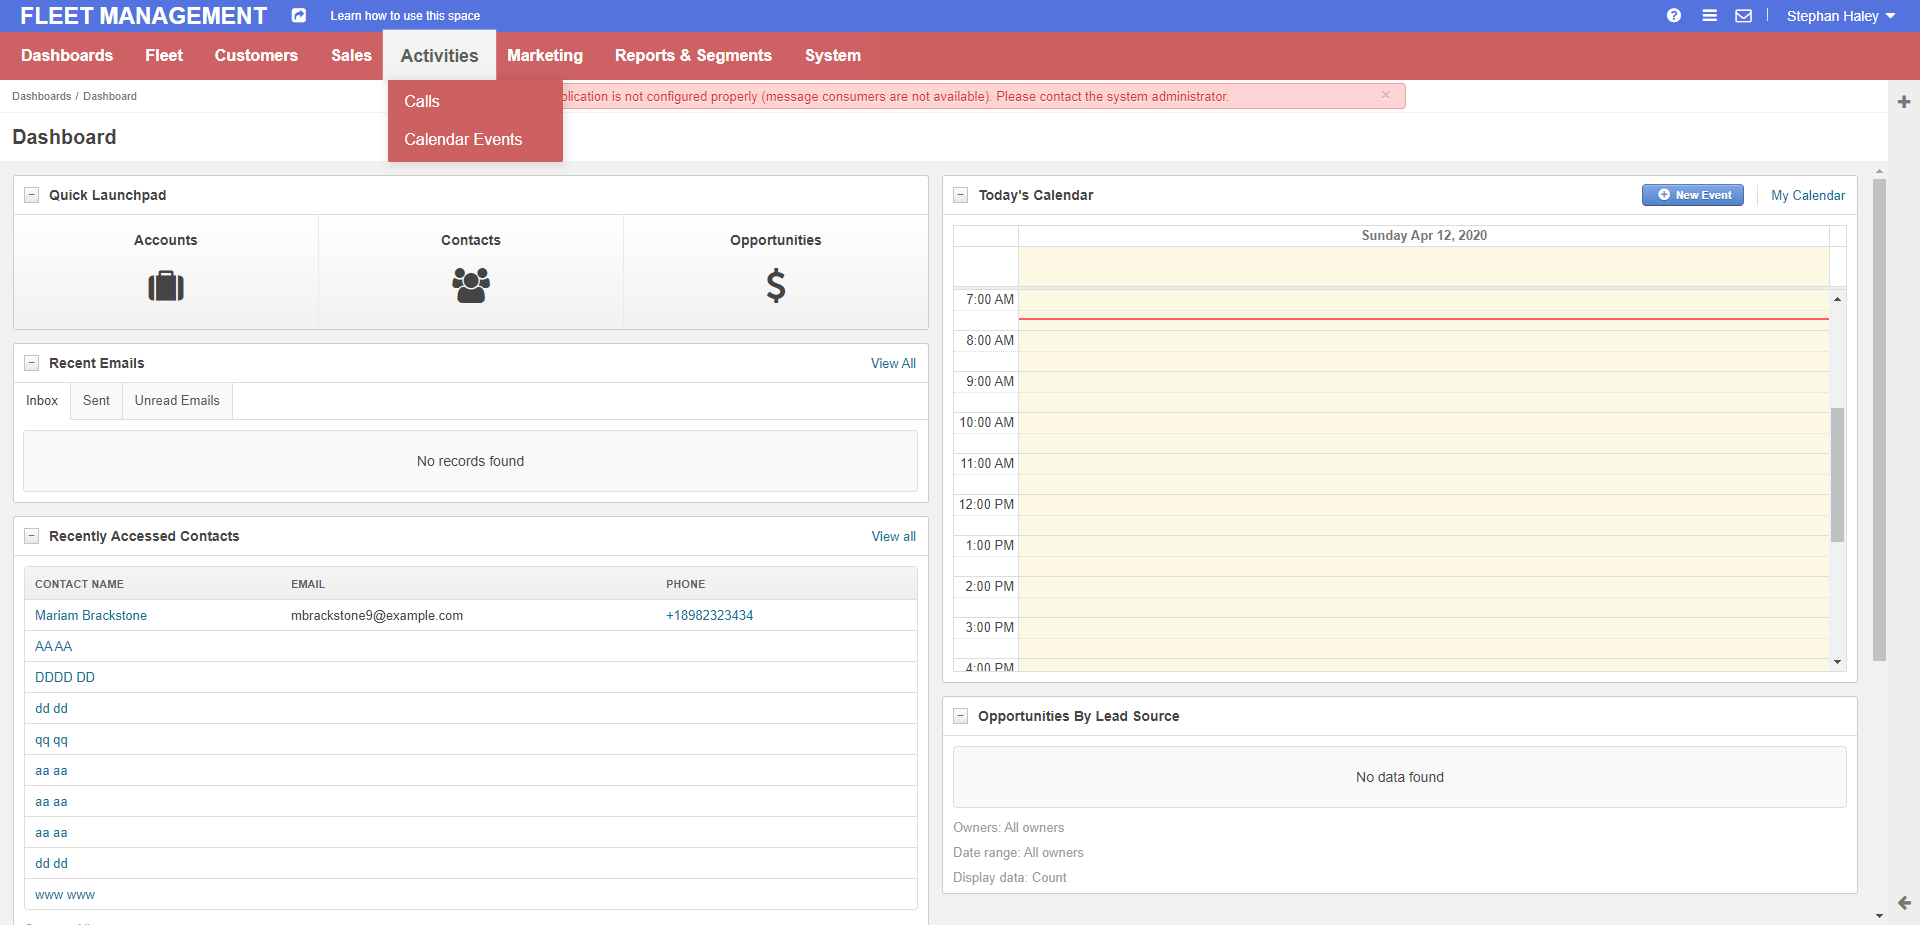 FLEET MANAGEMENT Learn how to use this space Stephan Haley
Dashboards Fleet Customers Sales Activities Marketing Reports & Segments System
Calls
Calendar Events
Dashboards / Dashboard
plication is not configured properly (message consumers are not available). Please contact the system administrator. ×
Dashboard
Quick Launchpad
Accounts Contacts Opportunities
Recent Emails View All
Inbox Sent Unread Emails
No records found
Recently Accessed Contacts View all
CONTACT NAME EMAIL PHONE
Mariam Brackstone mbrackstone9@example.com +18982323434
AA AA
DDDD DD
dd dd
qq qq
aa aa
aa aa
aa aa
dd dd
www www
Today's Calendar New Event My Calendar
Sunday Apr 12, 2020
7:00 AM
8:00 AM
9:00 AM
10:00 AM
11:00 AM
12:00 PM
1:00 PM
2:00 PM
3:00 PM
4:00 PM
Opportunities By Lead Source
No data found
Owners: All owners
Date range: All owners
Display data: Count